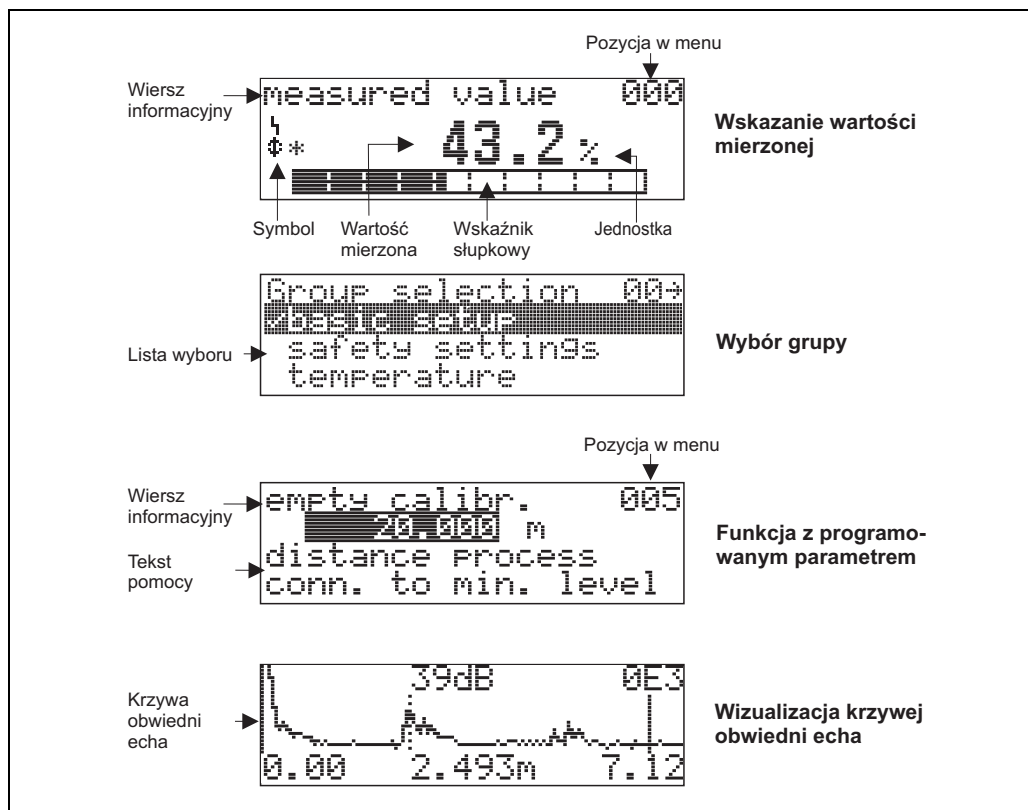 Pozycja w menu
Wiersz
informacyjny
measured value 000
43.2 %
Wskazanie wartości
mierzonej
Symbol
Wartość
mierzona
Wskaźnik
słupkowy
Jednostka
Group selection 00→
✓basic setup
safety settings
temperature
Lista wyboru
Wybór grupy
Pozycja w menu
Wiersz
informacyjny
empty calibr. 005
20.000 m
distance process
conn. to min. level
Tekst
pomocy
Funkcja z programo-
wanym parametrem
39dB 0E3
0.00 2.493m 7.12
Krzywa
obwiedni
echa
Wizualizacja krzywej
obwiedni echa